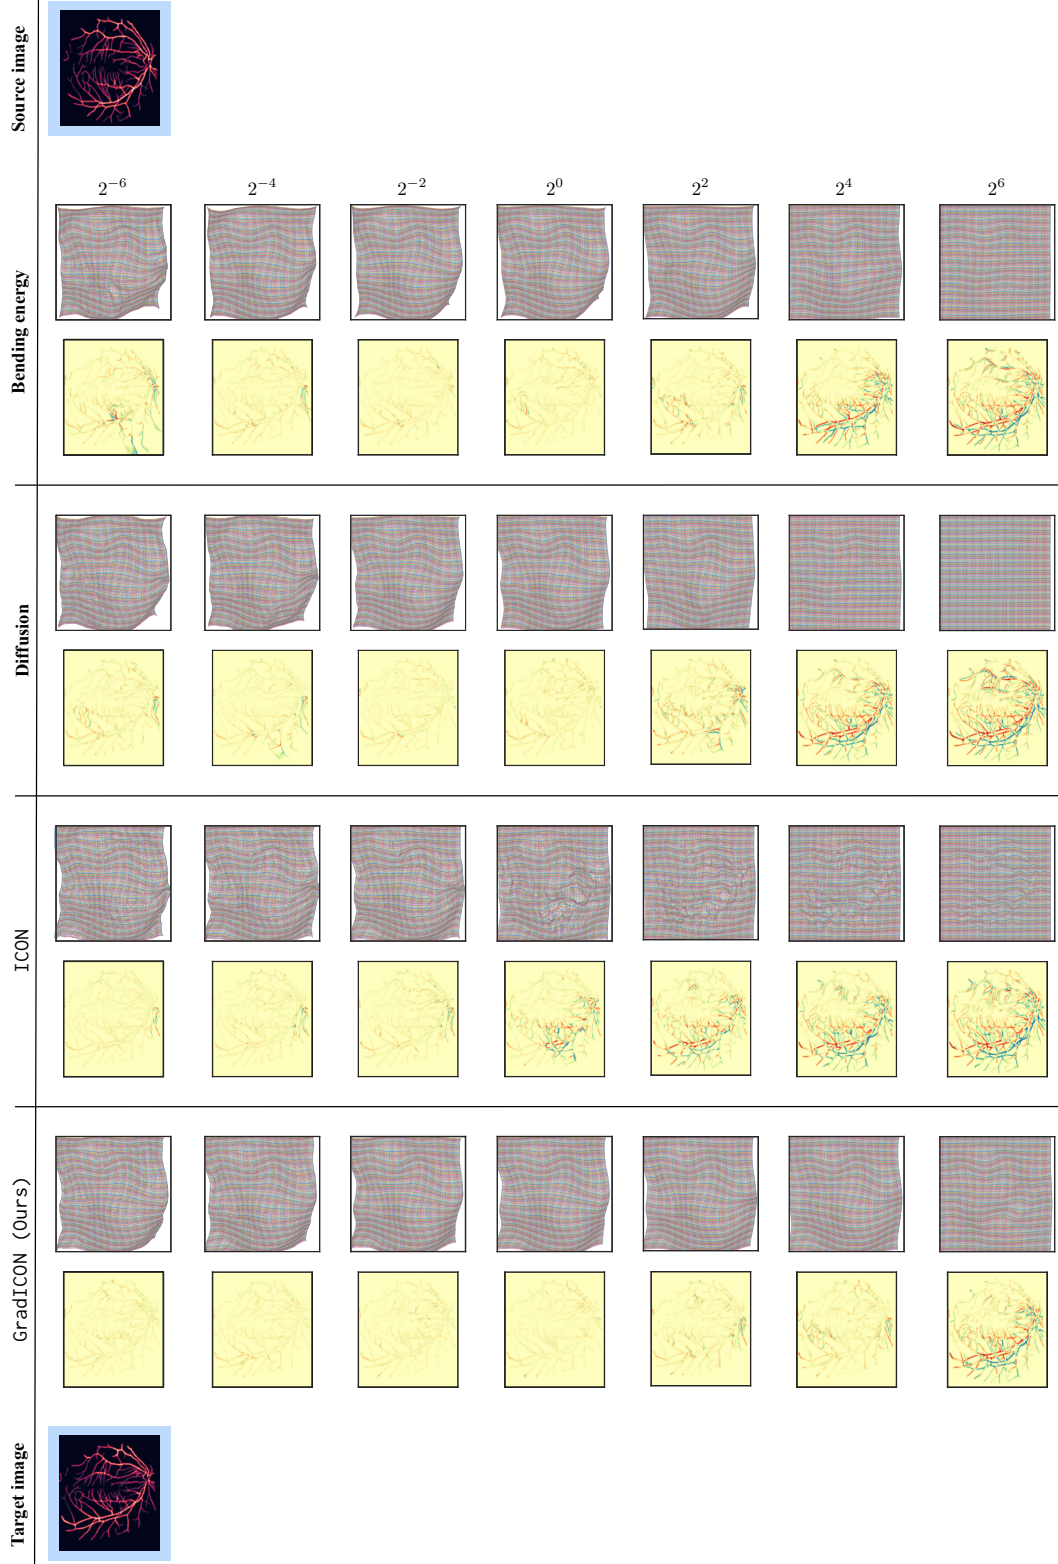 Source image
$2^{-6}$ $2^{-4}$ $2^{-2}$ $2^{0}$ $2^{2}$ $2^{4}$ $2^{6}$
Bending energy
Diffusion
ICON
GradICON (Ours)
Target image